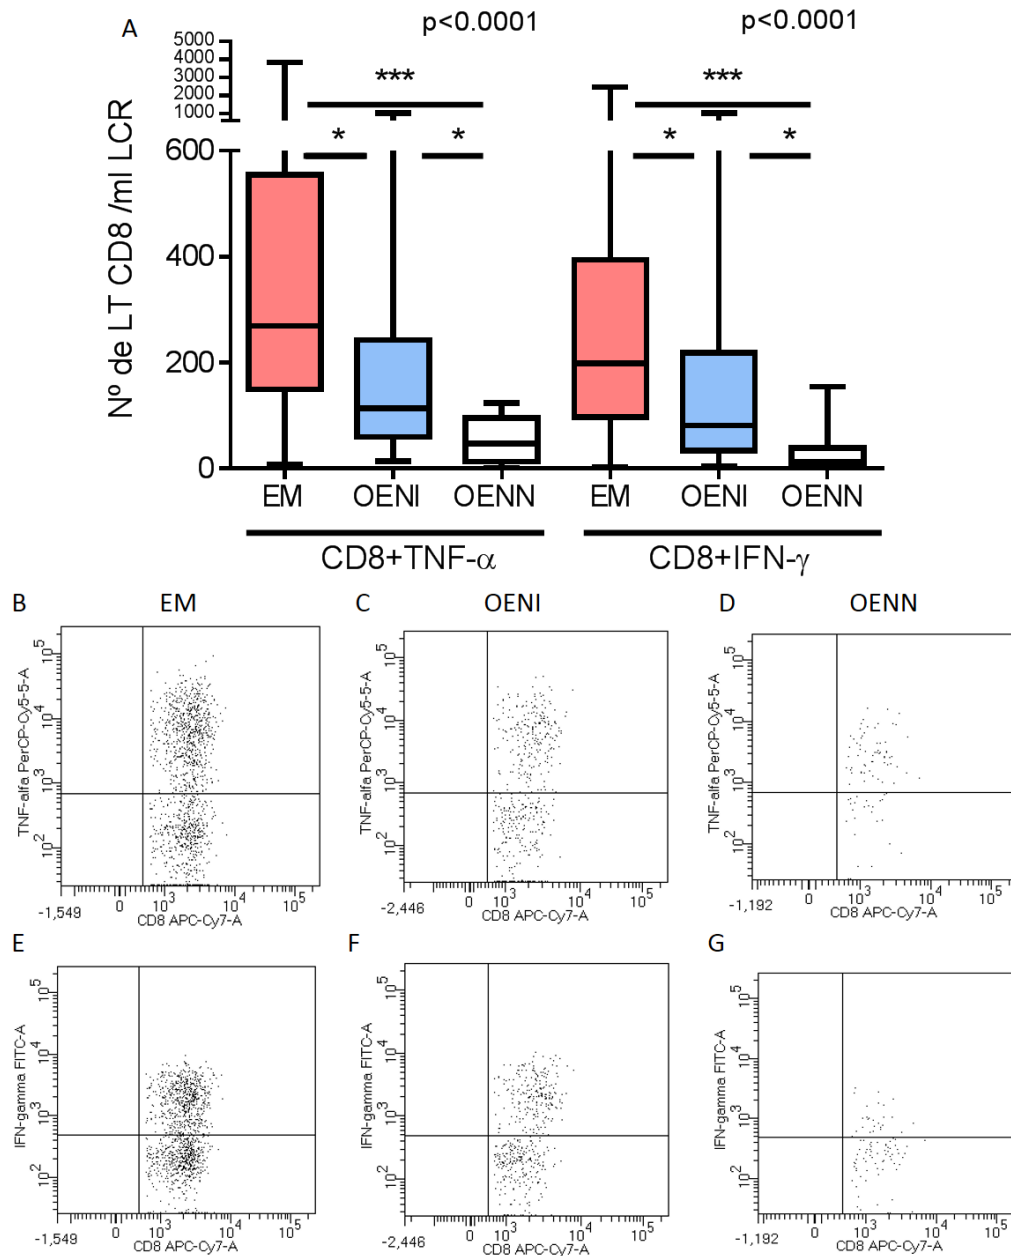 A
p<0.0001
p<0.0001
5000
4000
3000
2000
1000
***
***
*
*
*
*
600
400
200
0
Nº de LT CD8 /ml LCR
EM
OENI
OENN
EM
OENI
OENN
CD8+TNF-α
CD8+IFN-γ
B
EM
C
OENI
D
OENN
TNF-alfa PerCP-Cy5-5-A
10^5
10^4
10^3
10^2
-1,549
0
10^3
10^4
10^5
CD8 APC-Cy7-A
TNF-alfa PerCP-Cy5-5-A
10^5
10^4
10^3
10^2
-2,446
0
10^3
10^4
10^5
CD8 APC-Cy7-A
TNF-alfa PerCP-Cy5-5-A
10^5
10^4
10^3
10^2
-1,192
0
10^3
10^4
10^5
CD8 APC-Cy7-A
E
F
G
IFN-gamma FITC-A
10^5
10^4
10^3
10^2
-1,549
0
10^3
10^4
10^5
CD8 APC-Cy7-A
IFN-gamma FITC-A
10^5
10^4
10^3
10^2
-2,446
0
10^3
10^4
10^5
CD8 APC-Cy7-A
IFN-gamma FITC-A
10^5
10^4
10^3
10^2
-1,192
0
10^3
10^4
10^5
CD8 APC-Cy7-A